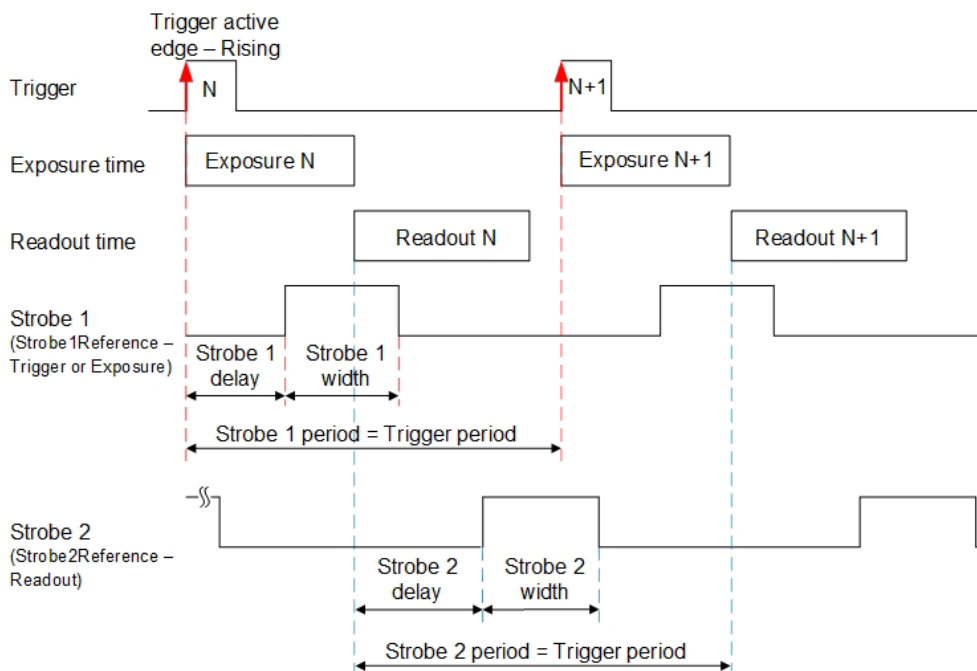 Trigger active
edge – Rising
Trigger
N
N+1
Exposure time
Exposure N
Exposure N+1
Readout time
Readout N
Readout N+1
Strobe 1
(Strobe1Reference –
Trigger or Exposure)
Strobe 1
delay
Strobe 1
width
Strobe 1 period = Trigger period
Strobe 2
(Strobe2Reference –
Readout)
Strobe 2
delay
Strobe 2
width
Strobe 2 period = Trigger period